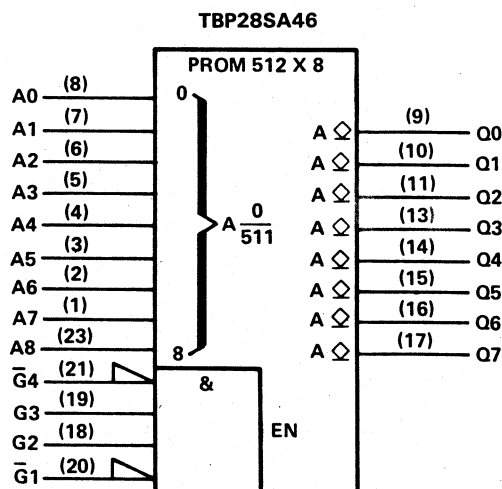 TBP28SA46
PROM 512 X 8
A0 (8) 0
A1 (7) A (9) Q0
A2 (6) A (10) Q1
A3 (5) A (11) Q2
A4 (4) A 0/511 A (13) Q3
A5 (3) A (14) Q4
A6 (2) A (15) Q5
A7 (1) A (16) Q6
A8 (23) 8 A (17) Q7
G̅4 (21) &
G3 (19)
G2 (18) EN
G̅1 (20)